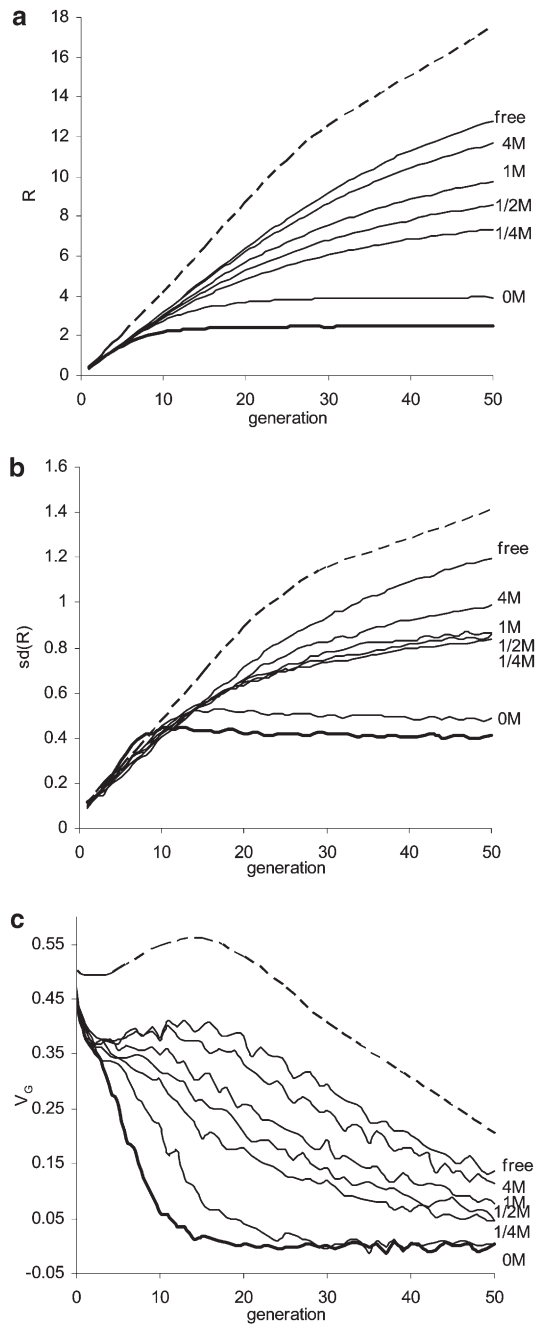 a
18
16
14
12
10
8
6
4
2
0
R
free
4M
1M
1/2M
1/4M
0M
0 10 20 30 40 50
generation
b
1.6
1.4
1.2
1
0.8
0.6
0.4
0.2
0
sd(R)
free
4M
1M
1/2M
1/4M
0M
0 10 20 30 40 50
generation
c
0.55
0.45
0.35
0.25
0.15
0.05
-0.05
VG
free
4M
1M
1/2M
1/4M
0M
0 10 20 30 40 50
generation